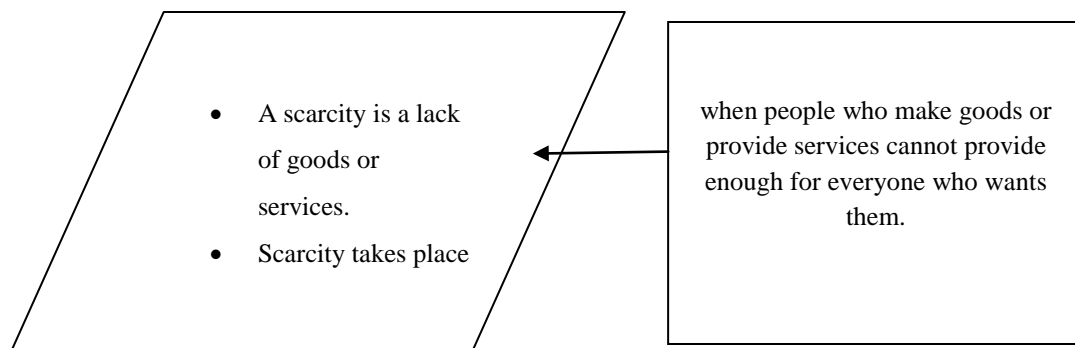 • A scarcity is a lack
of goods or
services.
• Scarcity takes place
when people who make goods or
provide services cannot provide
enough for everyone who wants
them.